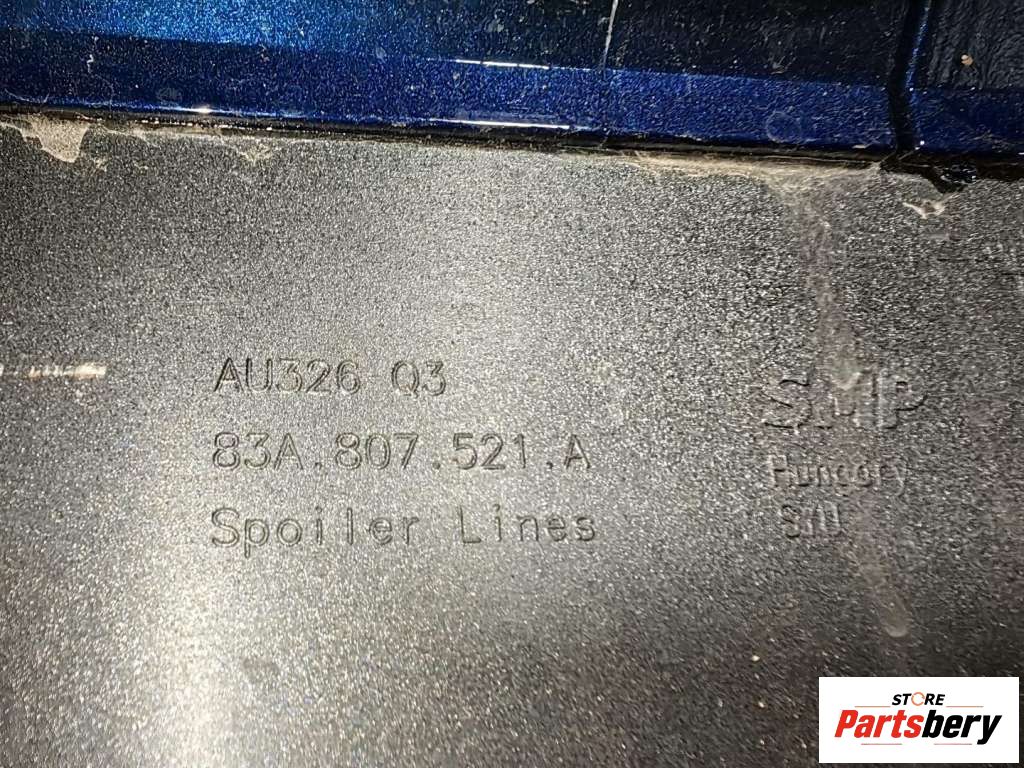 AU326 Q3
83A.807.521.A
Spoiler Lines
SMP
Hungary
STORE
Partsbery